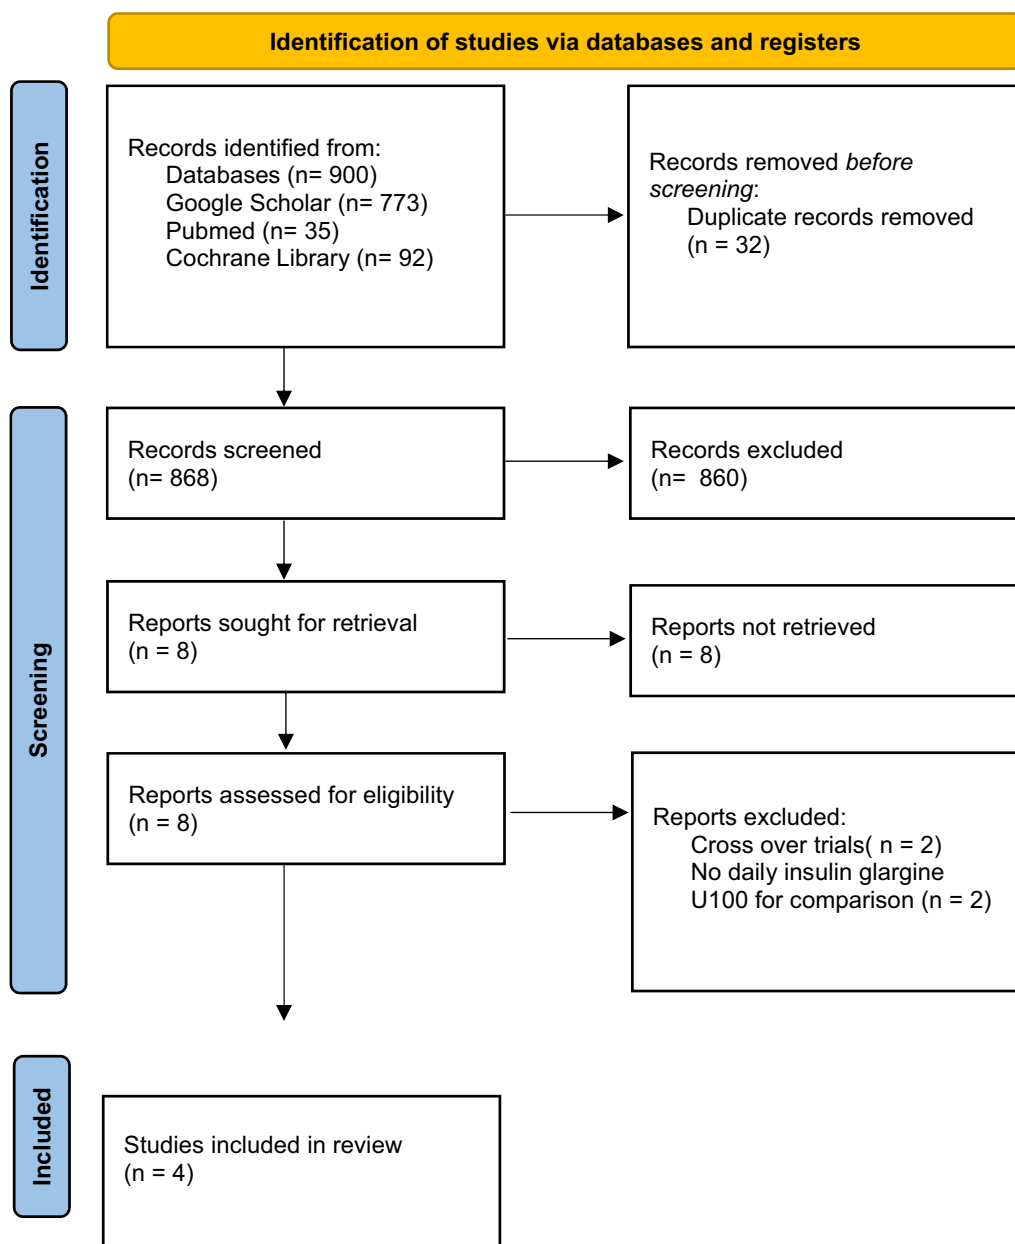 Identification of studies via databases and registers
Identification
Records identified from:
Databases (n= 900)
Google Scholar (n= 773)
Pubmed (n= 35)
Cochrane Library (n= 92)
Records removed before
screening:
Duplicate records removed
(n = 32)
Screening
Records screened
(n= 868)
Records excluded
(n=  860)
Reports sought for retrieval
(n = 8)
Reports not retrieved
(n = 8)
Reports assessed for eligibility
(n = 8)
Reports excluded:
Cross over trials( n = 2)
No daily insulin glargine
U100 for comparison (n = 2)
Included
Studies included in review
(n = 4)